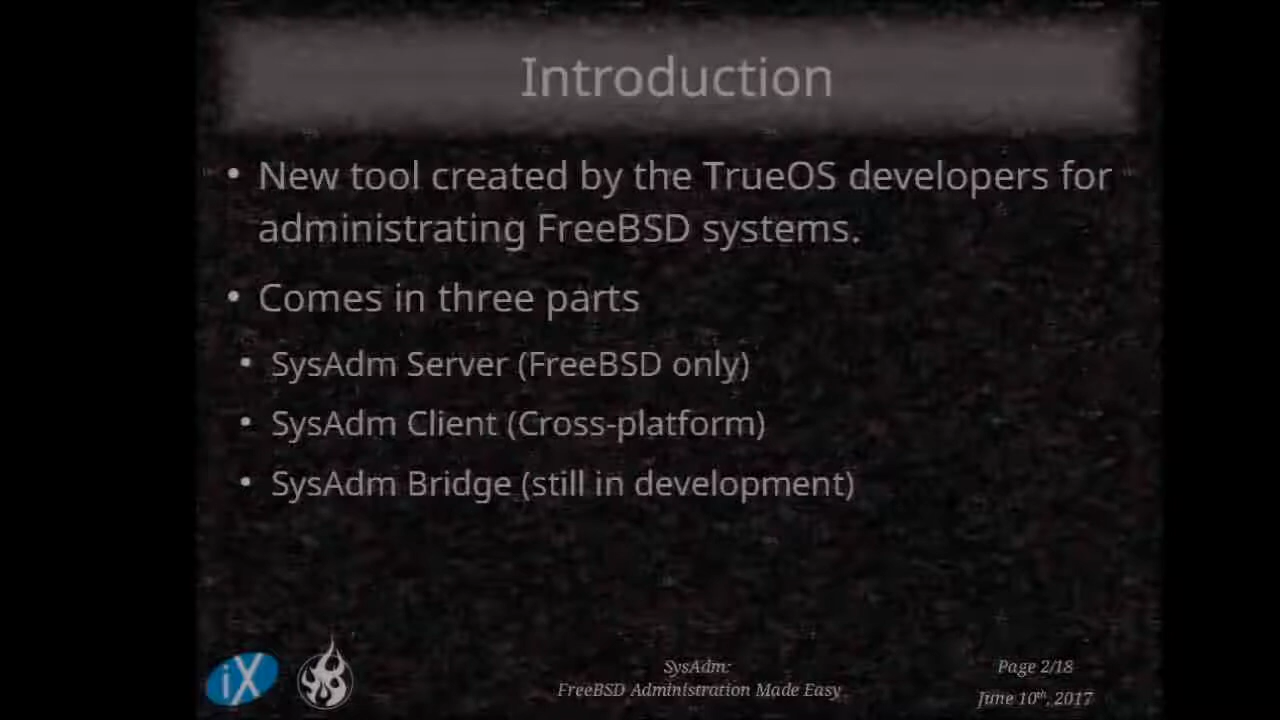 Introduction
• New tool created by the TrueOS developers for
administrating FreeBSD systems.
• Comes in three parts
• SysAdm Server (FreeBSD only)
• SysAdm Client (Cross-platform)
• SysAdm Bridge (still in development)
iX
SysAdm:
FreeBSD Administration Made Easy
Page 2/18
June 10th, 2017